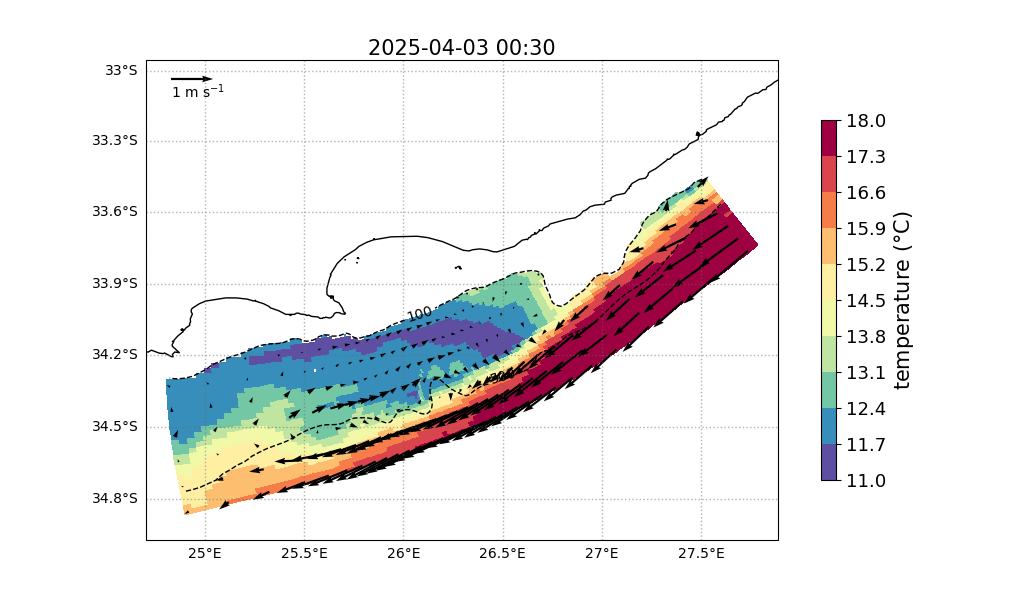 2025-04-03 00:30
33°S
33.3°S
33.6°S
33.9°S
34.2°S
34.5°S
34.8°S
1 m s⁻¹
100
25°E
25.5°E
26°E
26.5°E
27°E
27.5°E
18.0
17.3
16.6
15.9
15.2
14.5
13.8
13.1
12.4
11.7
11.0
temperature (°C)